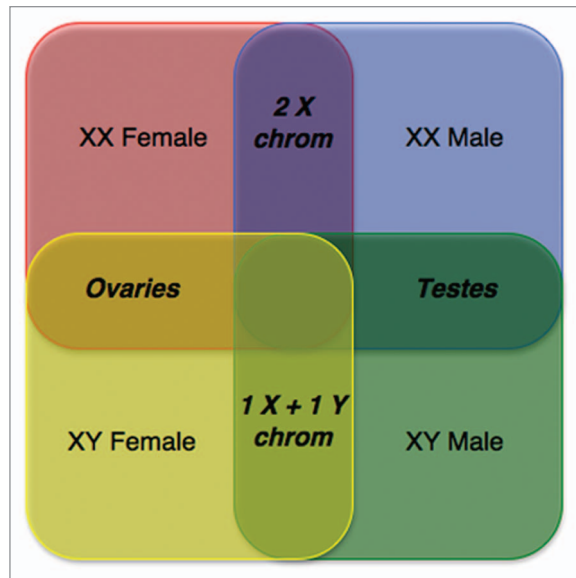 2 X
chrom
XX Female
XX Male
Ovaries
Testes
1 X + 1 Y
chrom
XY Female
XY Male